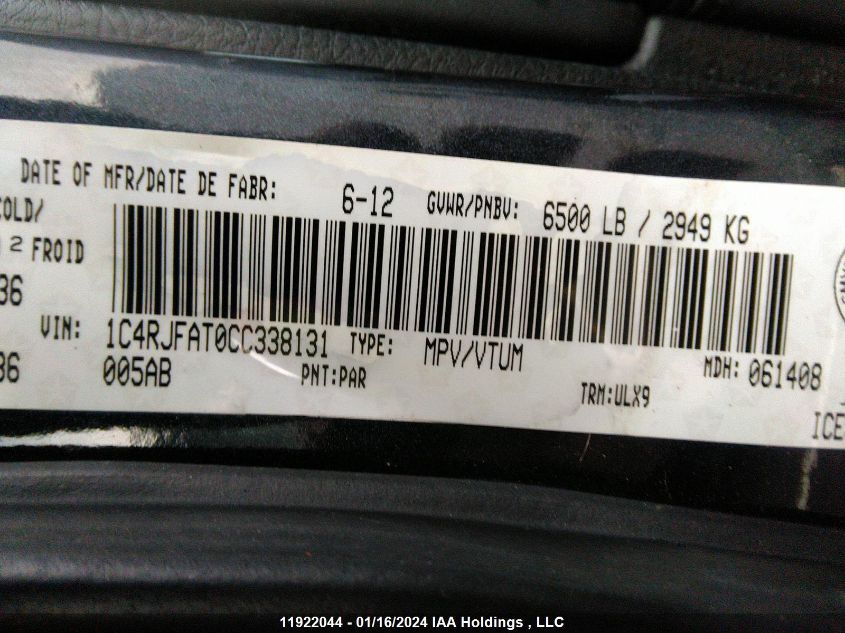 DATE OF MFR/DATE DE FABR: 6-12 GVWR/PNBV: 6500 LB / 2949 KG
COLD/
2 FROID
36
VIN: 1C4RJFAT0CC338131 TYPE: MPV/VTUM MDH: 061408
36 005AB PNT:PAR TRM:ULX9
ICE
11922044 - 01/16/2024 IAA Holdings , LLC